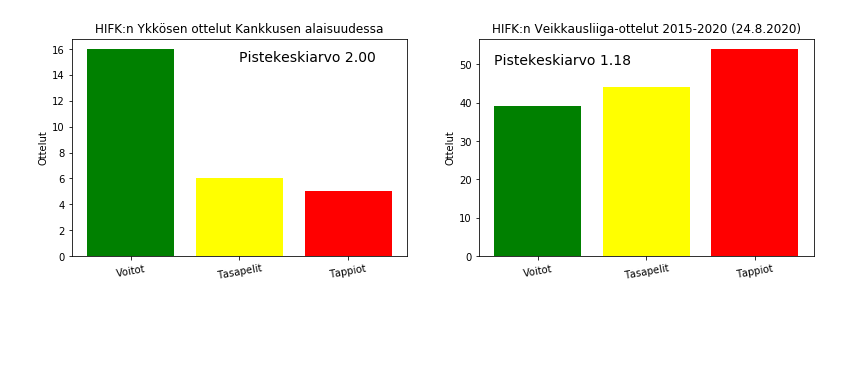 HIFK:n Ykkösen ottelut Kankkusen alaisuudessa
Pistekeskiarvo 2.00
Ottelut
16
14
12
10
8
6
4
2
0
Voitot
Tasapelit
Tappiot
HIFK:n Veikkausliiga-ottelut 2015-2020 (24.8.2020)
Pistekeskiarvo 1.18
Ottelut
50
40
30
20
10
0
Voitot
Tasapelit
Tappiot